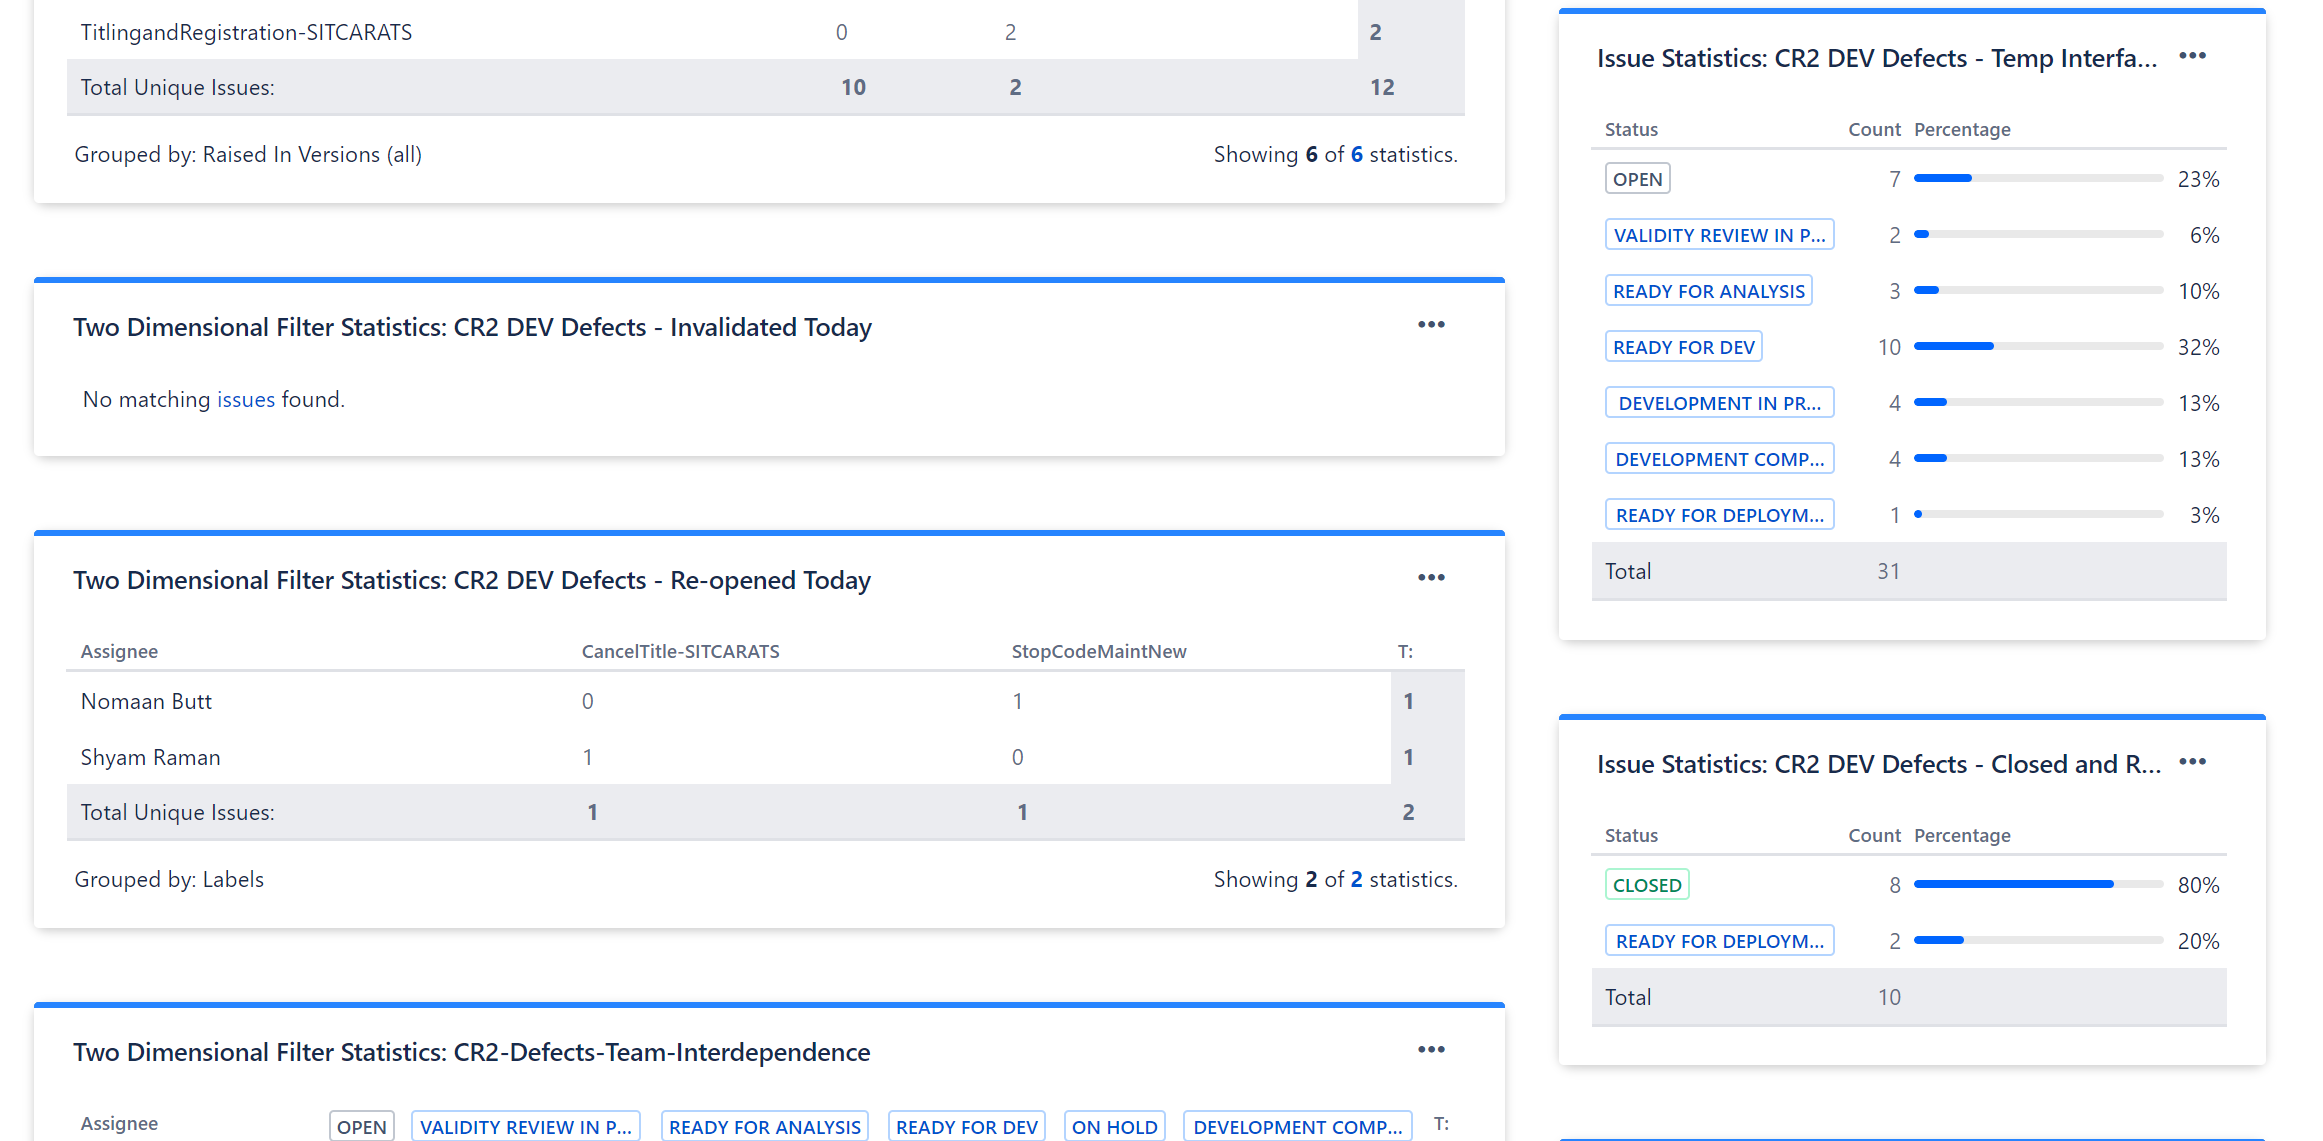 TitlingandRegistration-SITCARATS 0 2 2
Total Unique Issues: 10 2 12
Grouped by: Raised In Versions (all) Showing 6 of 6 statistics.
Two Dimensional Filter Statistics: CR2 DEV Defects - Invalidated Today
No matching issues found.
Two Dimensional Filter Statistics: CR2 DEV Defects - Re-opened Today
Assignee CancelTitle-SITCARATS StopCodeMaintNew T:
Nomaan Butt 0 1 1
Shyam Raman 1 0 1
Total Unique Issues: 1 1 2
Grouped by: Labels Showing 2 of 2 statistics.
Two Dimensional Filter Statistics: CR2-Defects-Team-Interdependence
Assignee OPEN VALIDITY REVIEW IN P... READY FOR ANALYSIS READY FOR DEV ON HOLD DEVELOPMENT COMP... T:
Issue Statistics: CR2 DEV Defects - Temp Interfa...
Status Count Percentage
OPEN 7 23%
VALIDITY REVIEW IN P... 2 6%
READY FOR ANALYSIS 3 10%
READY FOR DEV 10 32%
DEVELOPMENT IN PR... 4 13%
DEVELOPMENT COMP... 4 13%
READY FOR DEPLOYM... 1 3%
Total 31
Issue Statistics: CR2 DEV Defects - Closed and R...
Status Count Percentage
CLOSED 8 80%
READY FOR DEPLOYM... 2 20%
Total 10